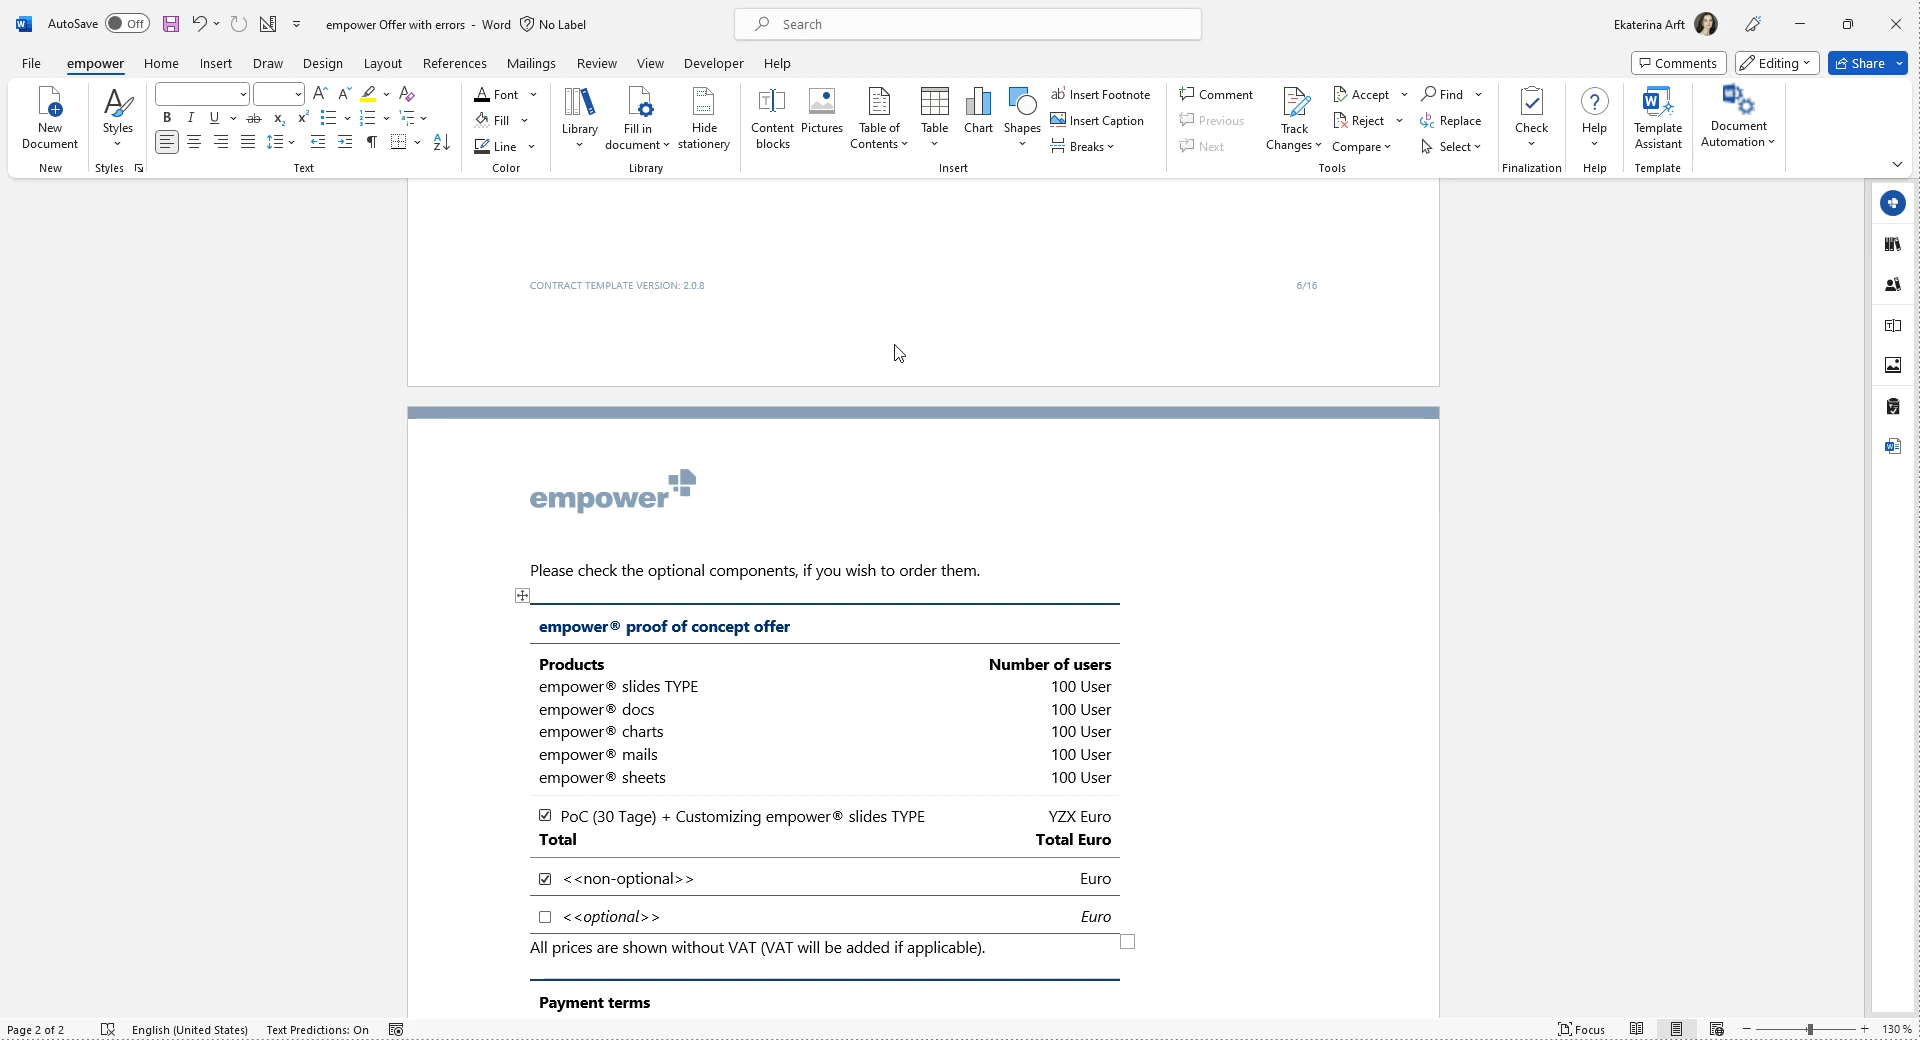 AutoSave Off empower Offer with errors - Word No Label Search Ekaterina Arft
File empower Home Insert Draw Design Layout References Mailings Review View Developer Help Comments Editing Share
New Document
New
Styles
Styles
B I U ab x₂ x²
Text
Font
Fill
Line
Color
Library
Fill in document
Hide stationery
Library
Content blocks
Pictures
Table of Contents
Table
Chart
Shapes
ab Insert Footnote
Insert Caption
Breaks
Insert
Comment
Previous
Next
Track Changes
Accept
Reject
Compare
Find
Replace
Select
Tools
Check
Finalization
Help
Help
Template Assistant
Template
Document Automation
CONTRACT TEMPLATE VERSION: 2.0.8 6/16
empower
Please check the optional components, if you wish to order them.
empower® proof of concept offer
Products Number of users
empower® slides TYPE 100 User
empower® docs 100 User
empower® charts 100 User
empower® mails 100 User
empower® sheets 100 User
☑ PoC (30 Tage) + Customizing empower® slides TYPE YZX Euro
Total Total Euro
☑ <<non-optional>> Euro
☐ <<optional>> Euro
All prices are shown without VAT (VAT will be added if applicable).
Payment terms
Page 2 of 2 English (United States) Text Predictions: On Focus 130 %